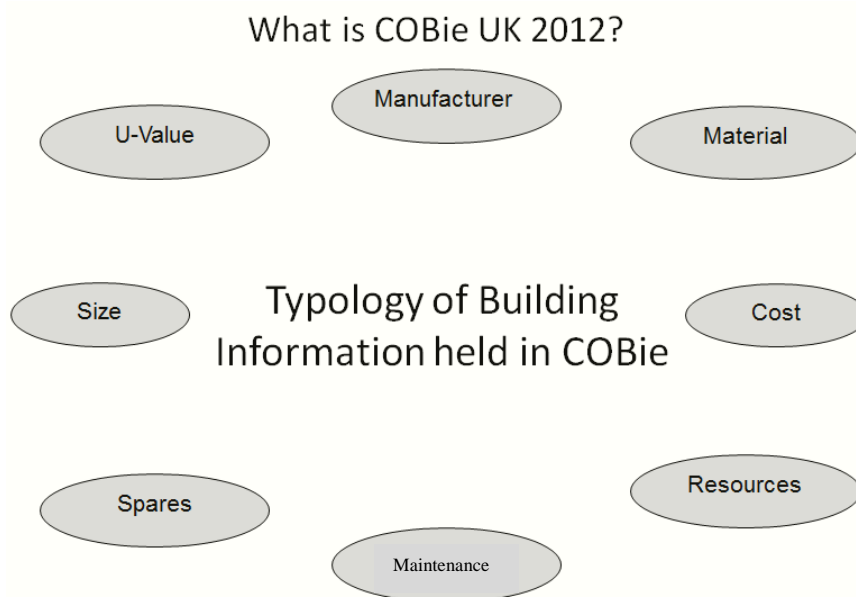 What is COBie UK 2012?
Manufacturer
U-Value
Material
Size
Typology of Building
Information held in COBie
Cost
Spares
Resources
Maintenance